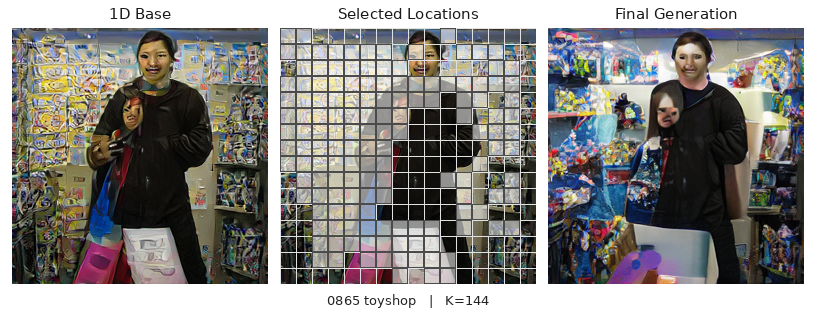 1D Base
Selected Locations
Final Generation
0865 toyshop | K=144